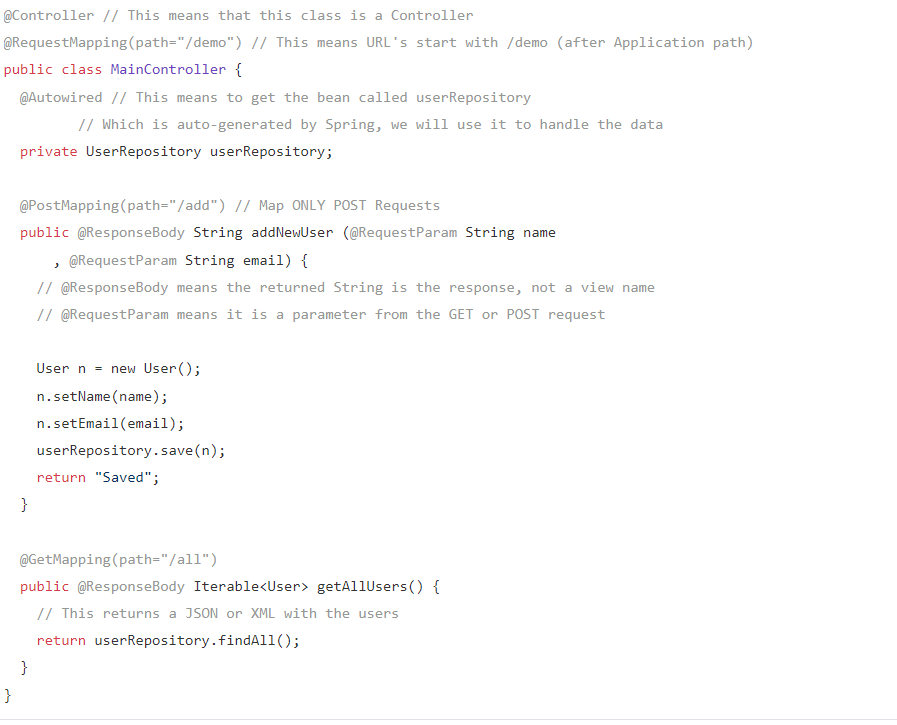 @Controller // This means that this class is a Controller
@RequestMapping(path="/demo") // This means URL's start with /demo (after Application path)
public class MainController {
  @Autowired // This means to get the bean called userRepository
         // Which is auto-generated by Spring, we will use it to handle the data
  private UserRepository userRepository;

  @PostMapping(path="/add") // Map ONLY POST Requests
  public @ResponseBody String addNewUser (@RequestParam String name
      , @RequestParam String email) {
    // @ResponseBody means the returned String is the response, not a view name
    // @RequestParam means it is a parameter from the GET or POST request

    User n = new User();
    n.setName(name);
    n.setEmail(email);
    userRepository.save(n);
    return "Saved";
  }

  @GetMapping(path="/all")
  public @ResponseBody Iterable<User> getAllUsers() {
    // This returns a JSON or XML with the users
    return userRepository.findAll();
  }
}